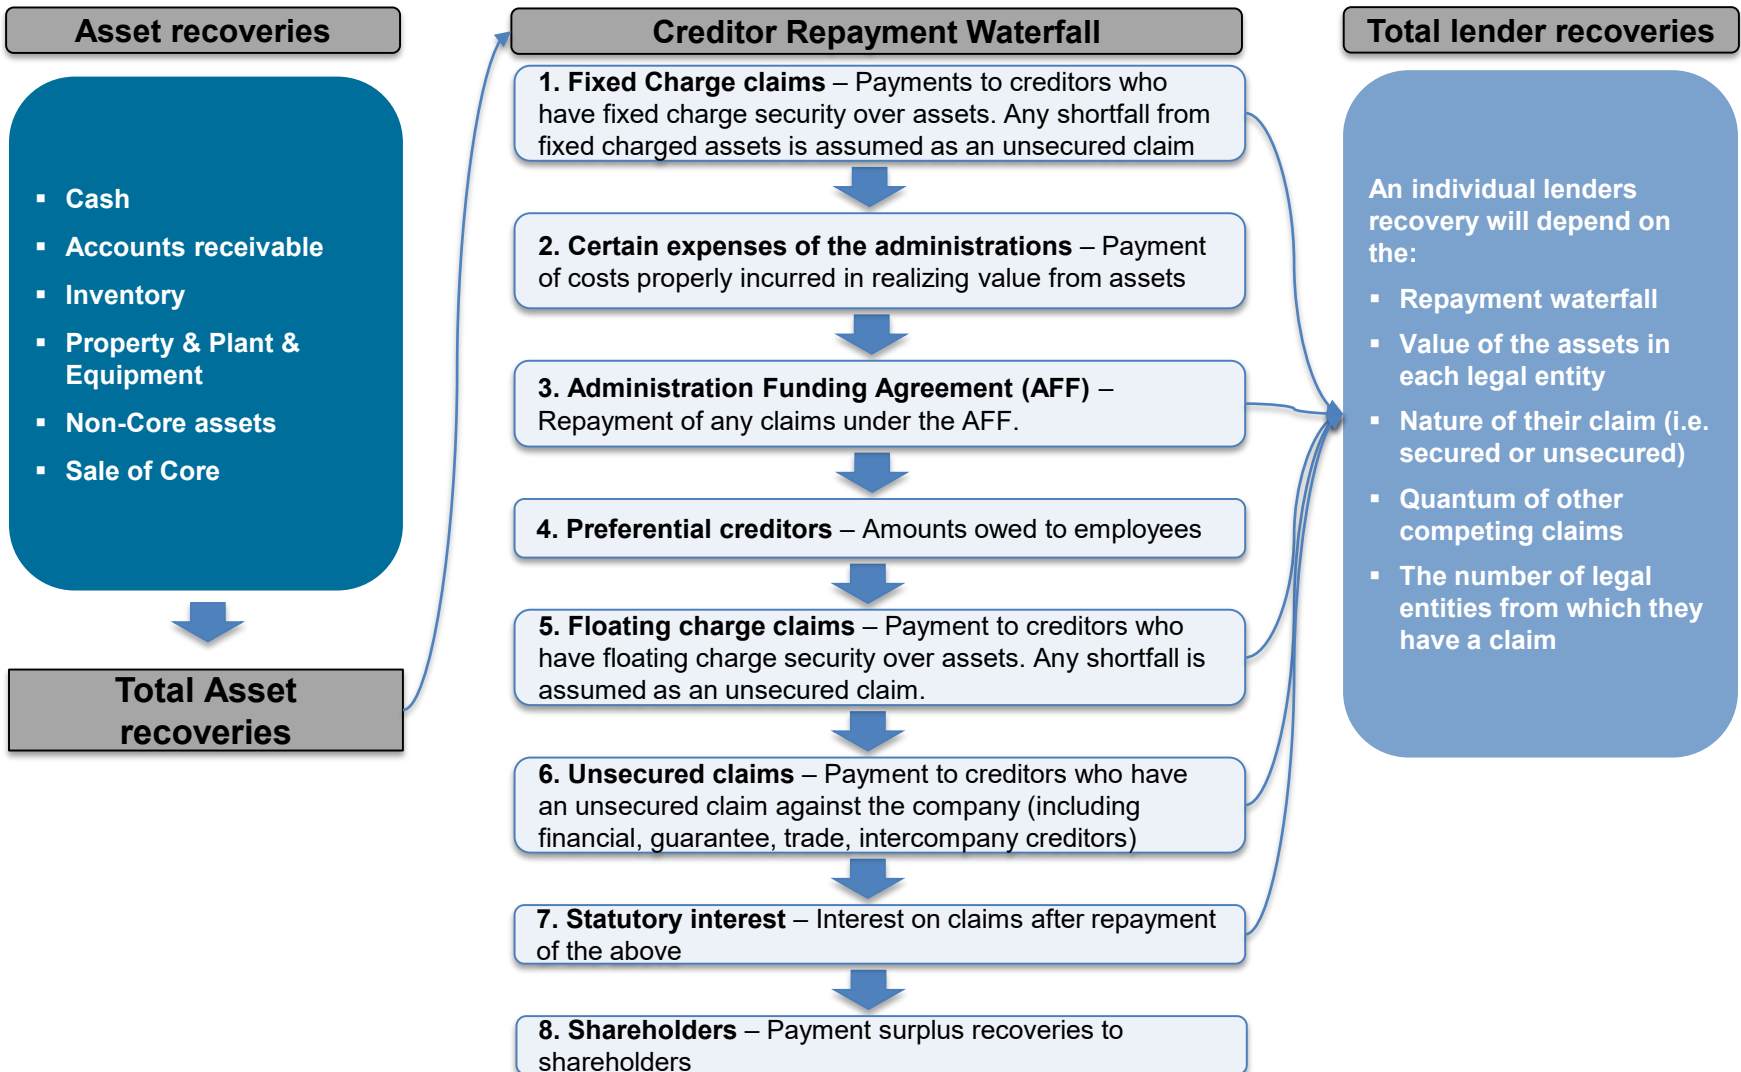 Asset recoveries
▪ Cash
▪ Accounts receivable
▪ Inventory
▪ Property & Plant &
Equipment
▪ Non-Core assets
▪ Sale of Core
Total Asset
recoveries
Creditor Repayment Waterfall
1. Fixed Charge claims – Payments to creditors who
have fixed charge security over assets. Any shortfall from
fixed charged assets is assumed as an unsecured claim
2. Certain expenses of the administrations – Payment
of costs properly incurred in realizing value from assets
3. Administration Funding Agreement (AFF) –
Repayment of any claims under the AFF.
4. Preferential creditors – Amounts owed to employees
5. Floating charge claims – Payment to creditors who
have floating charge security over assets. Any shortfall is
assumed as an unsecured claim.
6. Unsecured claims – Payment to creditors who have
an unsecured claim against the company (including
financial, guarantee, trade, intercompany creditors)
7. Statutory interest – Interest on claims after repayment
of the above
8. Shareholders – Payment surplus recoveries to
shareholders
Total lender recoveries
An individual lenders
recovery will depend on
the:
▪ Repayment waterfall
▪ Value of the assets in
each legal entity
▪ Nature of their claim (i.e.
secured or unsecured)
▪ Quantum of other
competing claims
▪ The number of legal
entities from which they
have a claim